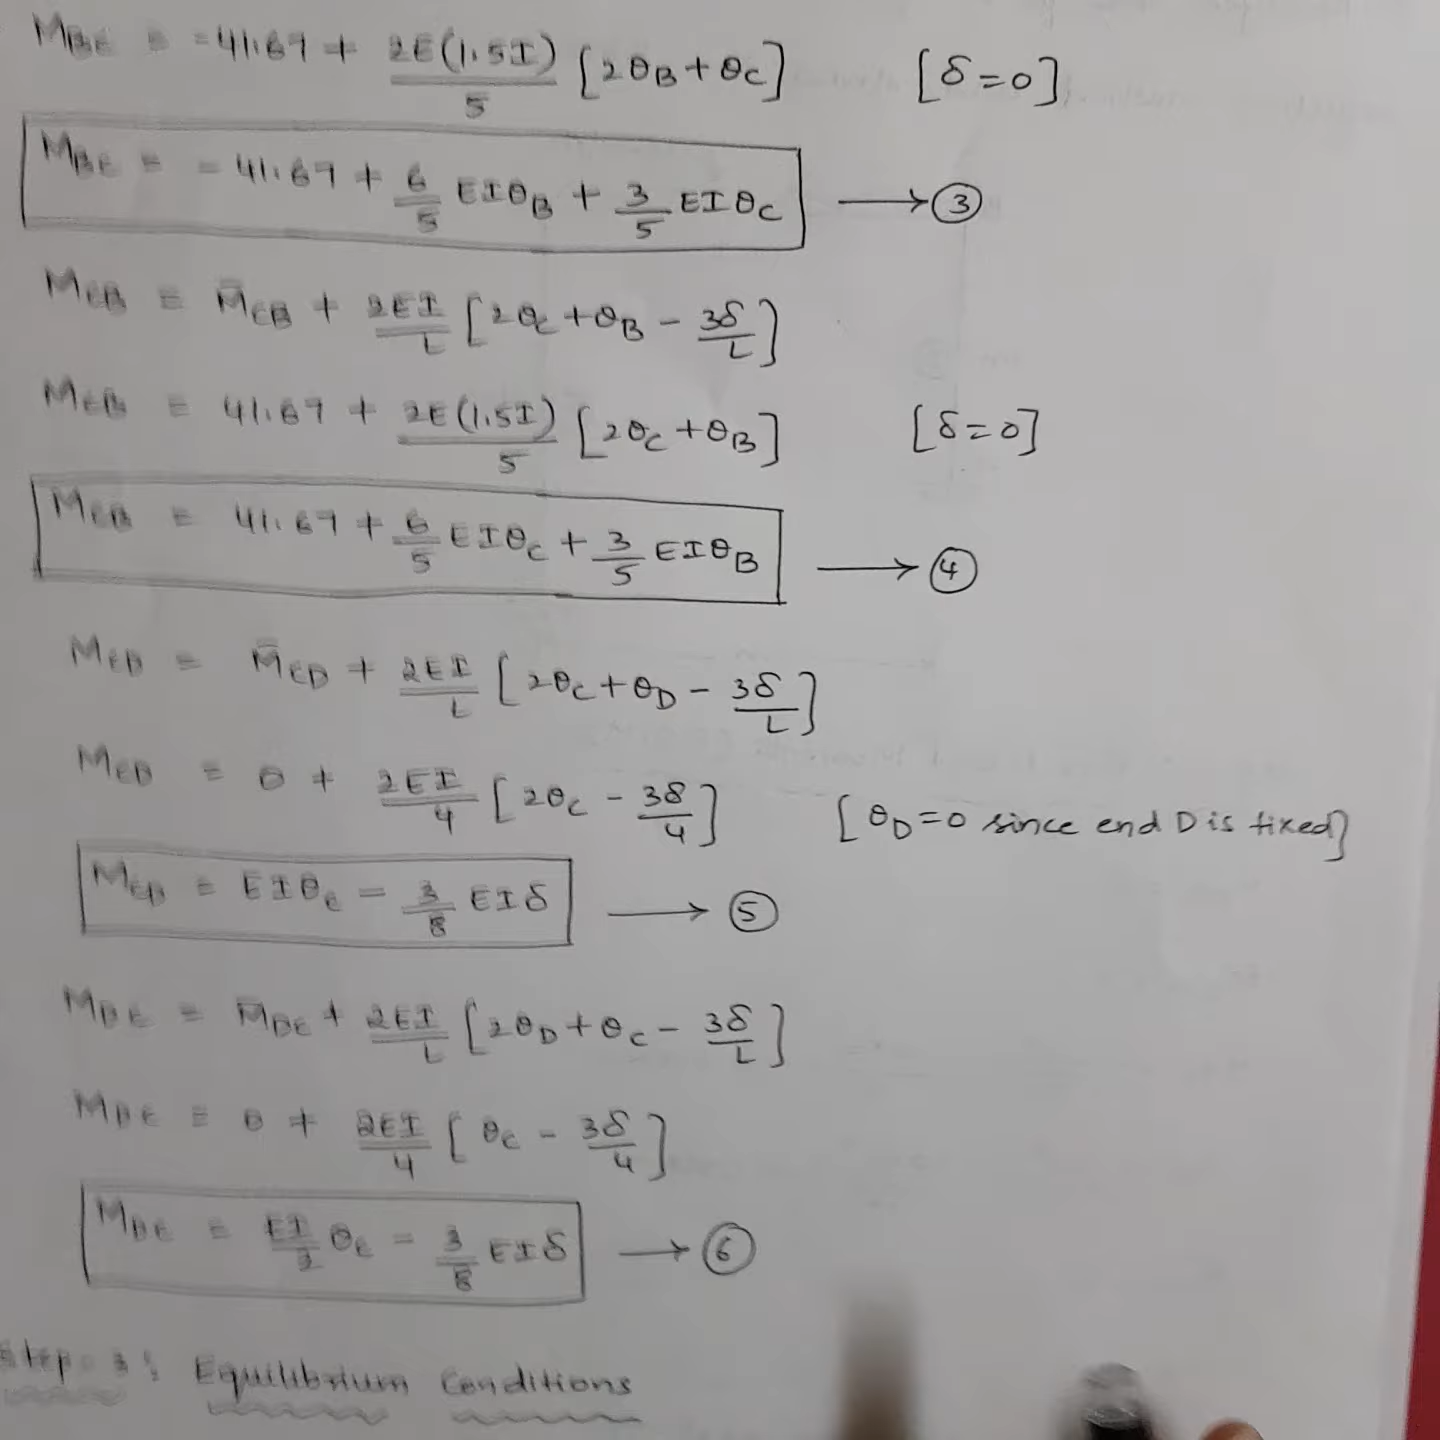 MBC = -41.67 + 2E(1.5I)/5 [2θB + θC] [δ=0]
MBC = -41.67 + 6/5 EIθB + 3/5 EIθC → ③
MCB = M̄CB + 2EI/L [2θC + θB - 3δ/L]
MCB = 41.67 + 2E(1.5I)/5 [2θC + θB] [δ=0]
MCB = 41.67 + 6/5 EIθC + 3/5 EIθB → ④
MCD = M̄CD + 2EI/L [2θC + θD - 3δ/L]
MCD = 0 + 2EI/4 [2θC - 3δ/4] [θD=0 since end D is fixed]
MCD = EIθC - 3/8 EIδ → ⑤
MDC = M̄DC + 2EI/L [2θD + θC - 3δ/L]
MDC = 0 + 2EI/4 [θC - 3δ/4]
MDC = EI/2 θC - 3/8 EIδ → ⑥
Step-3: Equilibrium Conditions